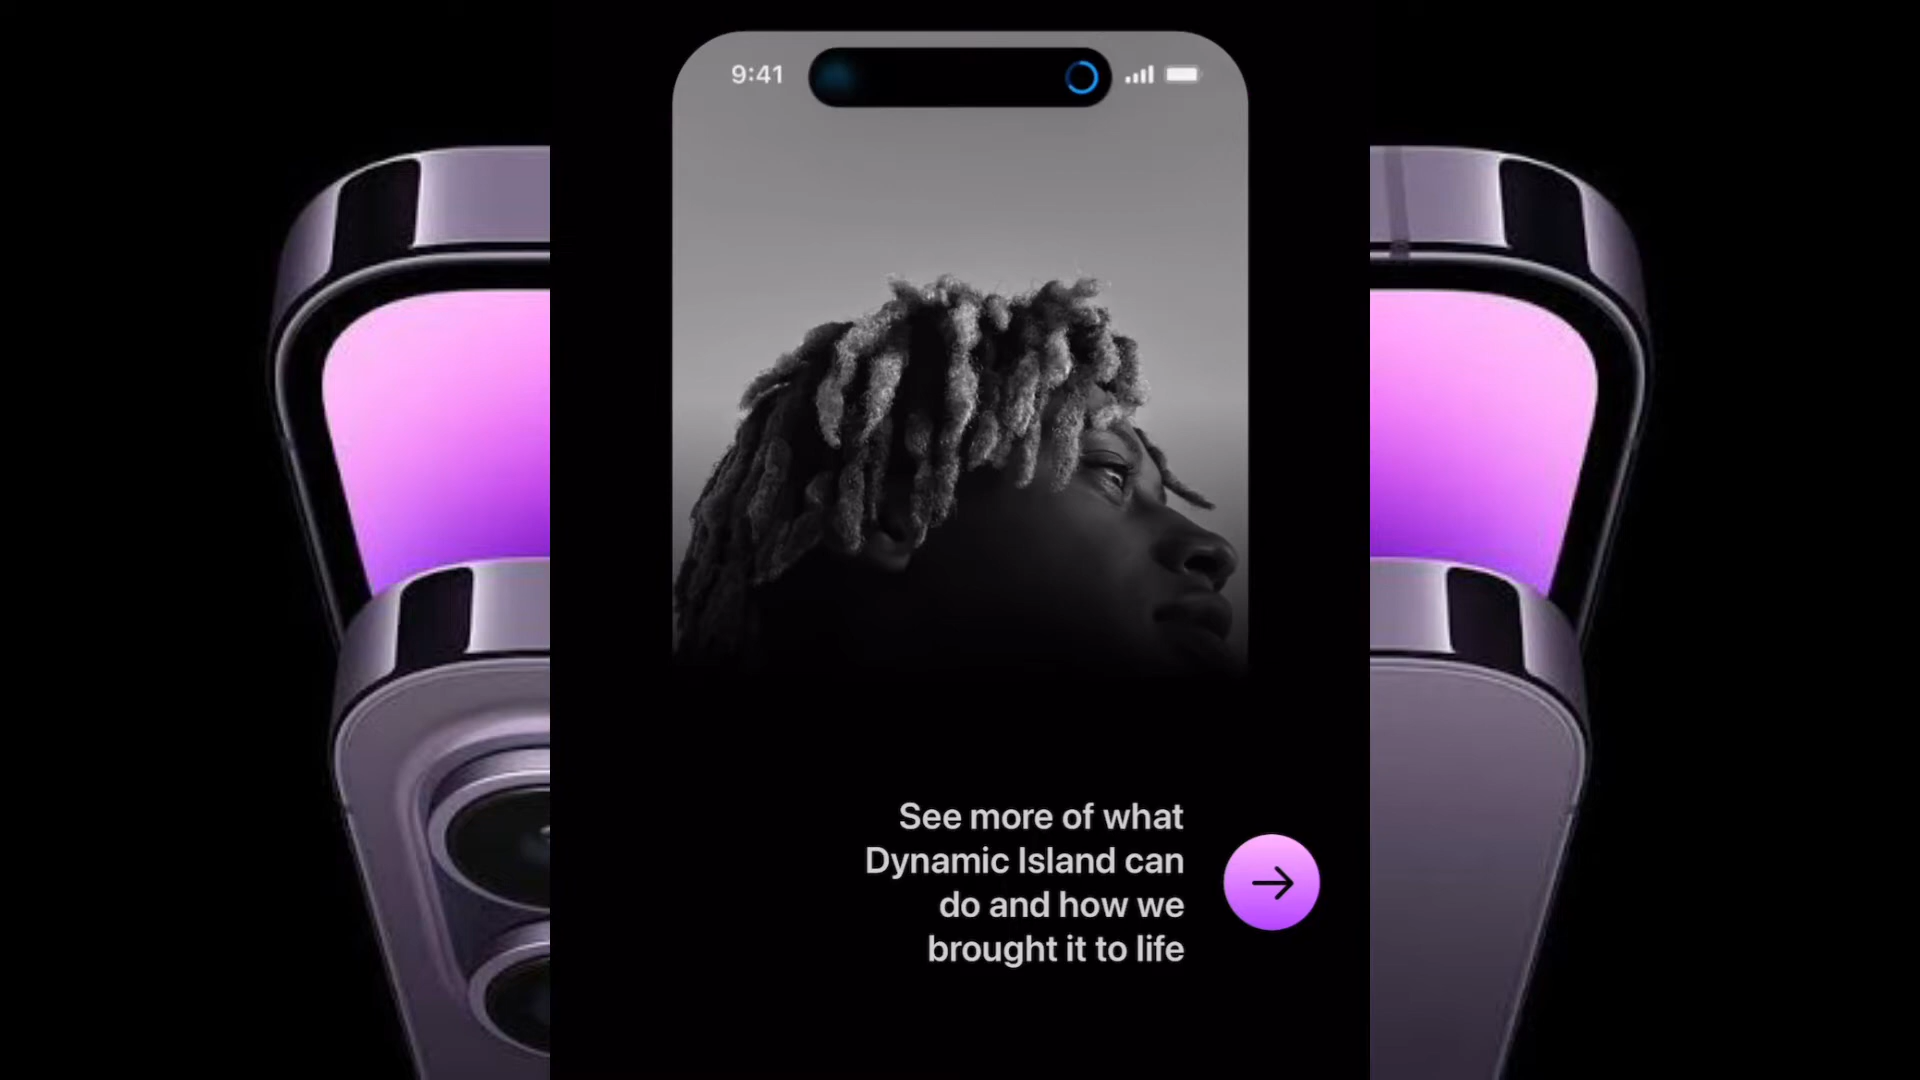 9:41
See more of what
Dynamic Island can
do and how we
brought it to life